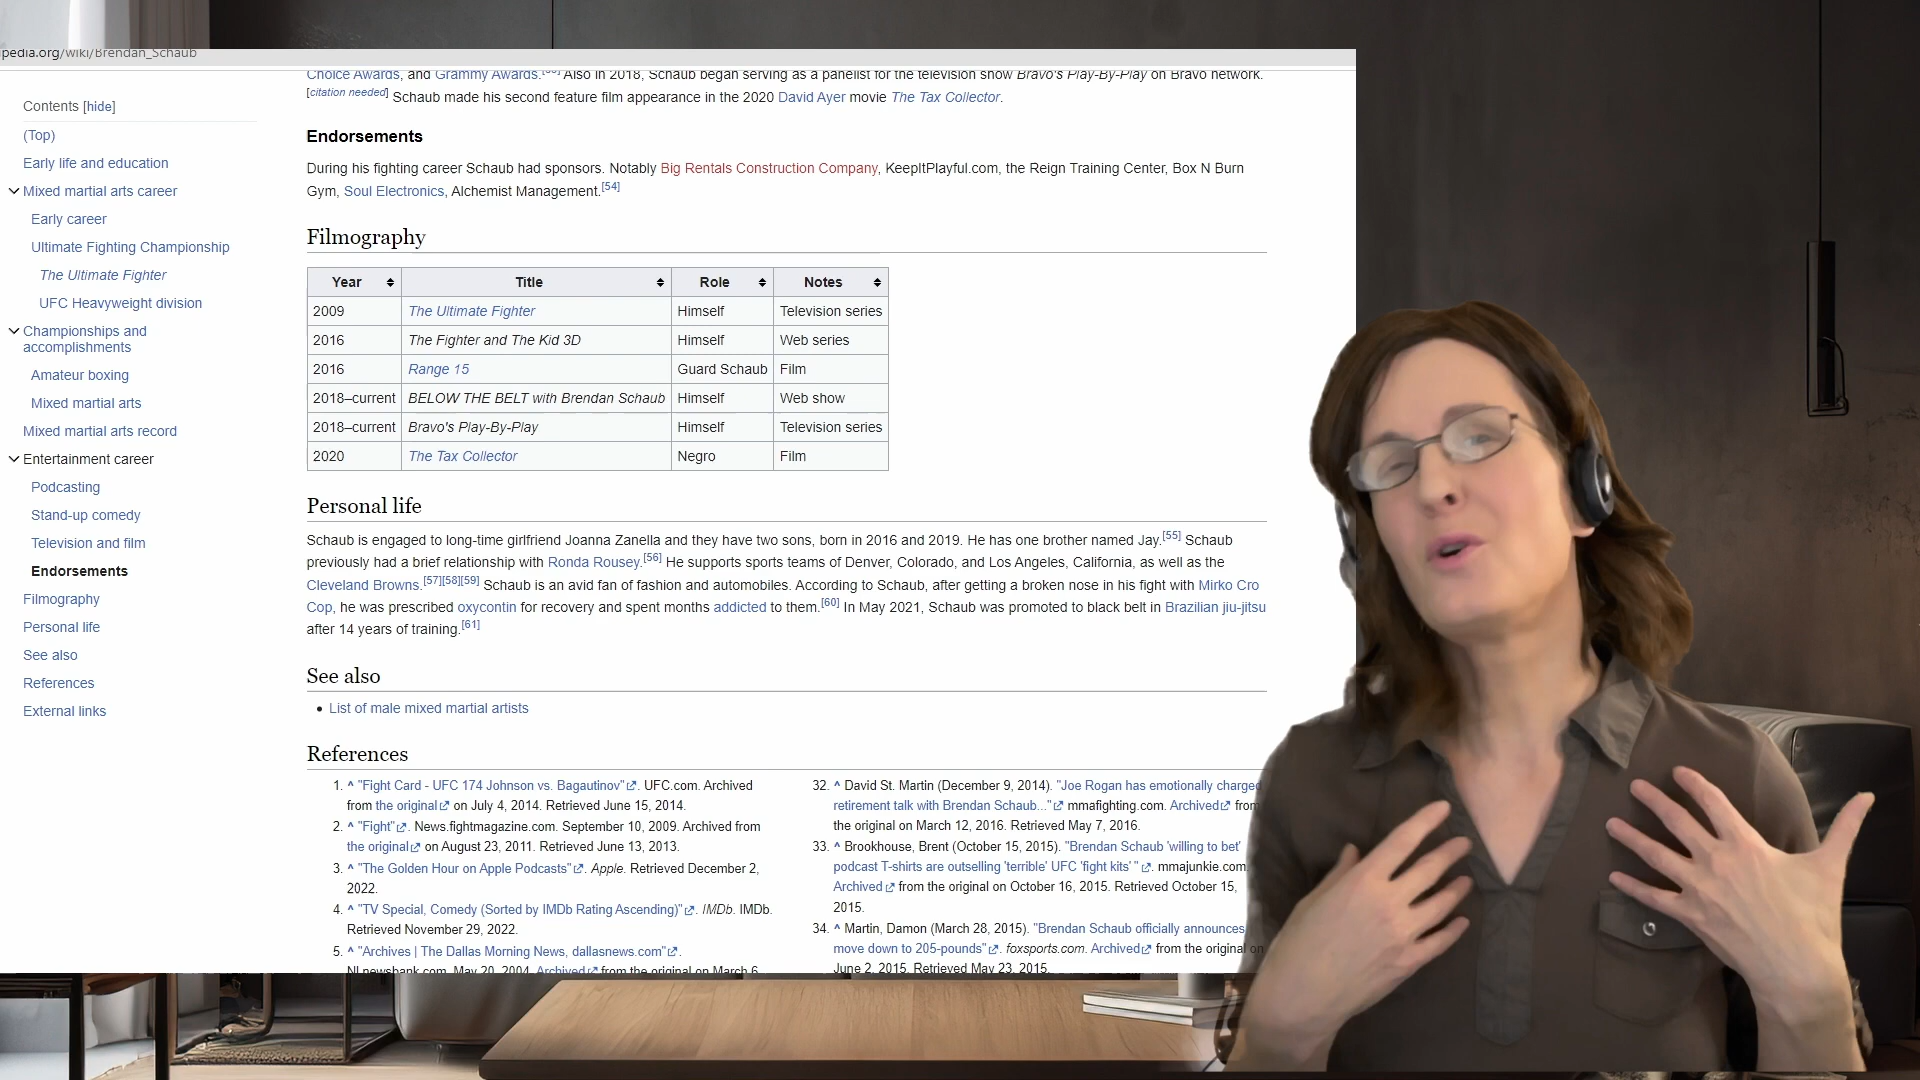 pedia.org/wiki/Brendan_Schaub
Contents [hide]
(Top)
Early life and education
Mixed martial arts career
Early career
Ultimate Fighting Championship
The Ultimate Fighter
UFC Heavyweight division
Championships and
accomplishments
Amateur boxing
Mixed martial arts
Mixed martial arts record
Entertainment career
Podcasting
Stand-up comedy
Television and film
Endorsements
Filmography
Personal life
See also
References
External links
Choice Awards, and Grammy Awards. Also in 2018, Schaub began serving as a panelist for the television show Bravo's Play-By-Play on Bravo network.
[citation needed] Schaub made his second feature film appearance in the 2020 David Ayer movie The Tax Collector.
Endorsements
During his fighting career Schaub had sponsors. Notably Big Rentals Construction Company, KeepItPlayful.com, the Reign Training Center, Box N Burn
Gym, Soul Electronics, Alchemist Management.[54]
Filmography
Year Title Role Notes
2009 The Ultimate Fighter Himself Television series
2016 The Fighter and The Kid 3D Himself Web series
2016 Range 15 Guard Schaub Film
2018–current BELOW THE BELT with Brendan Schaub Himself Web show
2018–current Bravo's Play-By-Play Himself Television series
2020 The Tax Collector Negro Film
Personal life
Schaub is engaged to long-time girlfriend Joanna Zanella and they have two sons, born in 2016 and 2019. He has one brother named Jay.[55] Schaub
previously had a brief relationship with Ronda Rousey.[56] He supports sports teams of Denver, Colorado, and Los Angeles, California, as well as the
Cleveland Browns.[57][58][59] Schaub is an avid fan of fashion and automobiles. According to Schaub, after getting a broken nose in his fight with Mirko Cro
Cop, he was prescribed oxycontin for recovery and spent months addicted to them.[60] In May 2021, Schaub was promoted to black belt in Brazilian jiu-jitsu
after 14 years of training.[61]
See also
• List of male mixed martial artists
References
1. ^ "Fight Card - UFC 174 Johnson vs. Bagautinov". UFC.com. Archived
from the original on July 4, 2014. Retrieved June 15, 2014.
2. ^ "Fight". News.fightmagazine.com. September 10, 2009. Archived from
the original on August 23, 2011. Retrieved June 13, 2013.
3. ^ "The Golden Hour on Apple Podcasts". Apple. Retrieved December 2,
2022.
4. ^ "TV Special, Comedy (Sorted by IMDb Rating Ascending)". IMDb. IMDb.
Retrieved November 29, 2022.
5. ^ "Archives | The Dallas Morning News, dallasnews.com".
Nl.newsbank.com. May 20, 2004. Archived from the original on March 6,
32. ^ David St. Martin (December 9, 2014). "Joe Rogan has emotionally charged
retirement talk with Brendan Schaub..." mmafighting.com. Archived from
the original on March 12, 2016. Retrieved May 7, 2016.
33. ^ Brookhouse, Brent (October 15, 2015). "Brendan Schaub 'willing to bet'
podcast T-shirts are outselling 'terrible' UFC 'fight kits' ". mmajunkie.com.
Archived from the original on October 16, 2015. Retrieved October 15,
2015.
34. ^ Martin, Damon (March 28, 2015). "Brendan Schaub officially announces
move down to 205-pounds". foxsports.com. Archived from the original on
June 2, 2015. Retrieved May 23, 2015.